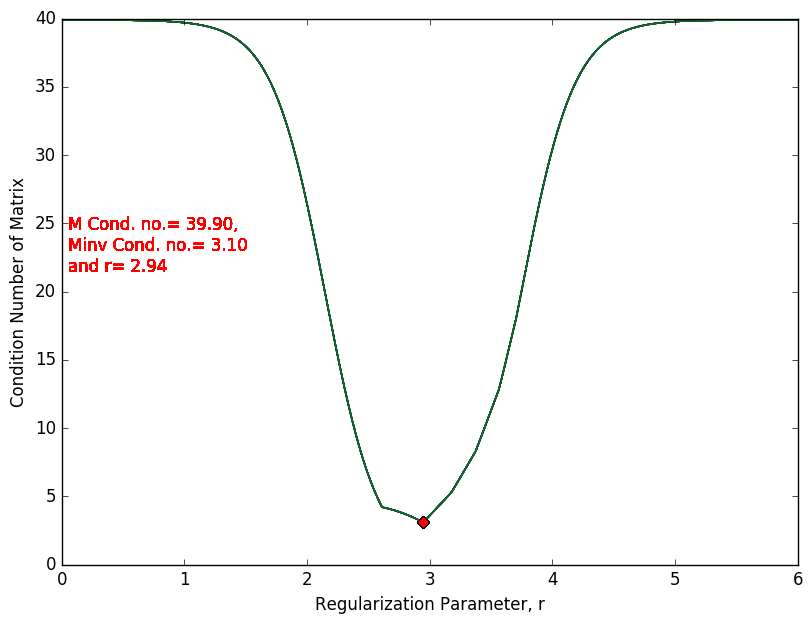 40
35
30
25
20
15
10
5
0
Condition Number of Matrix
M Cond. no.= 39.90,
Minv Cond. no.= 3.10
and r= 2.94
0 1 2 3 4 5 6
Regularization Parameter, r